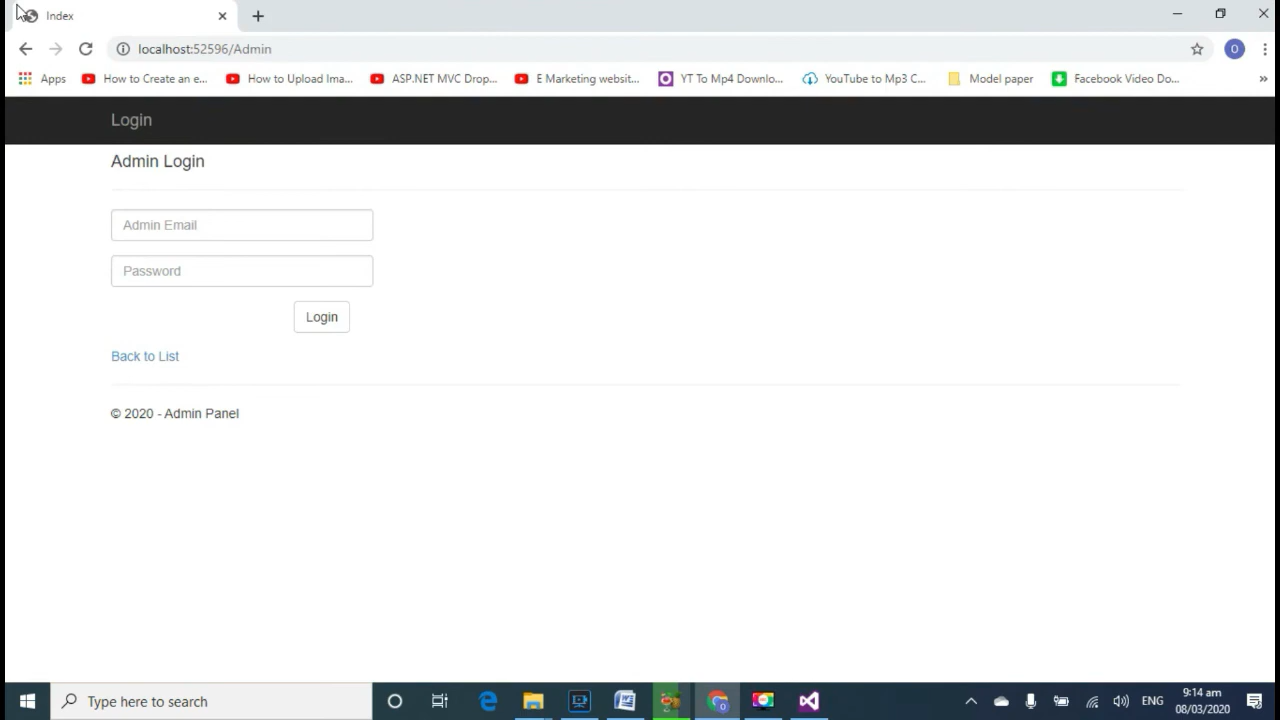 Index
localhost:52596/Admin
Apps
How to Create an e...
How to Upload Ima...
ASP.NET MVC Drop...
E Marketing websit...
YT To Mp4 Downlo...
YouTube to Mp3 C...
Model paper
Facebook Video Do...
»
Login
Admin Login
Admin Email
Password
Login
Back to List
© 2020 - Admin Panel
Type here to search
ENG
9:14 am
08/03/2020
O